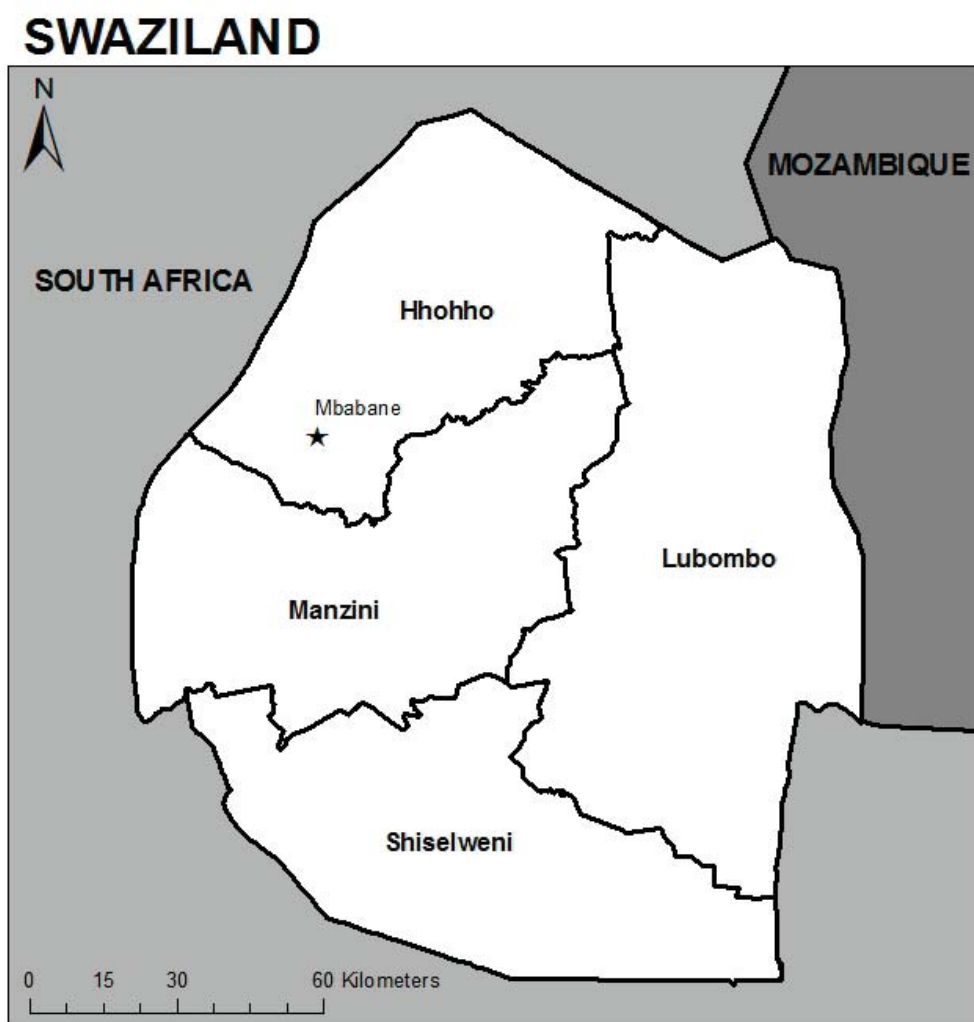 SWAZILAND
N
MOZAMBIQUE
SOUTH AFRICA
Hhohho
Mbabane
Lubombo
Manzini
Shiselweni
0 15 30 60 Kilometers